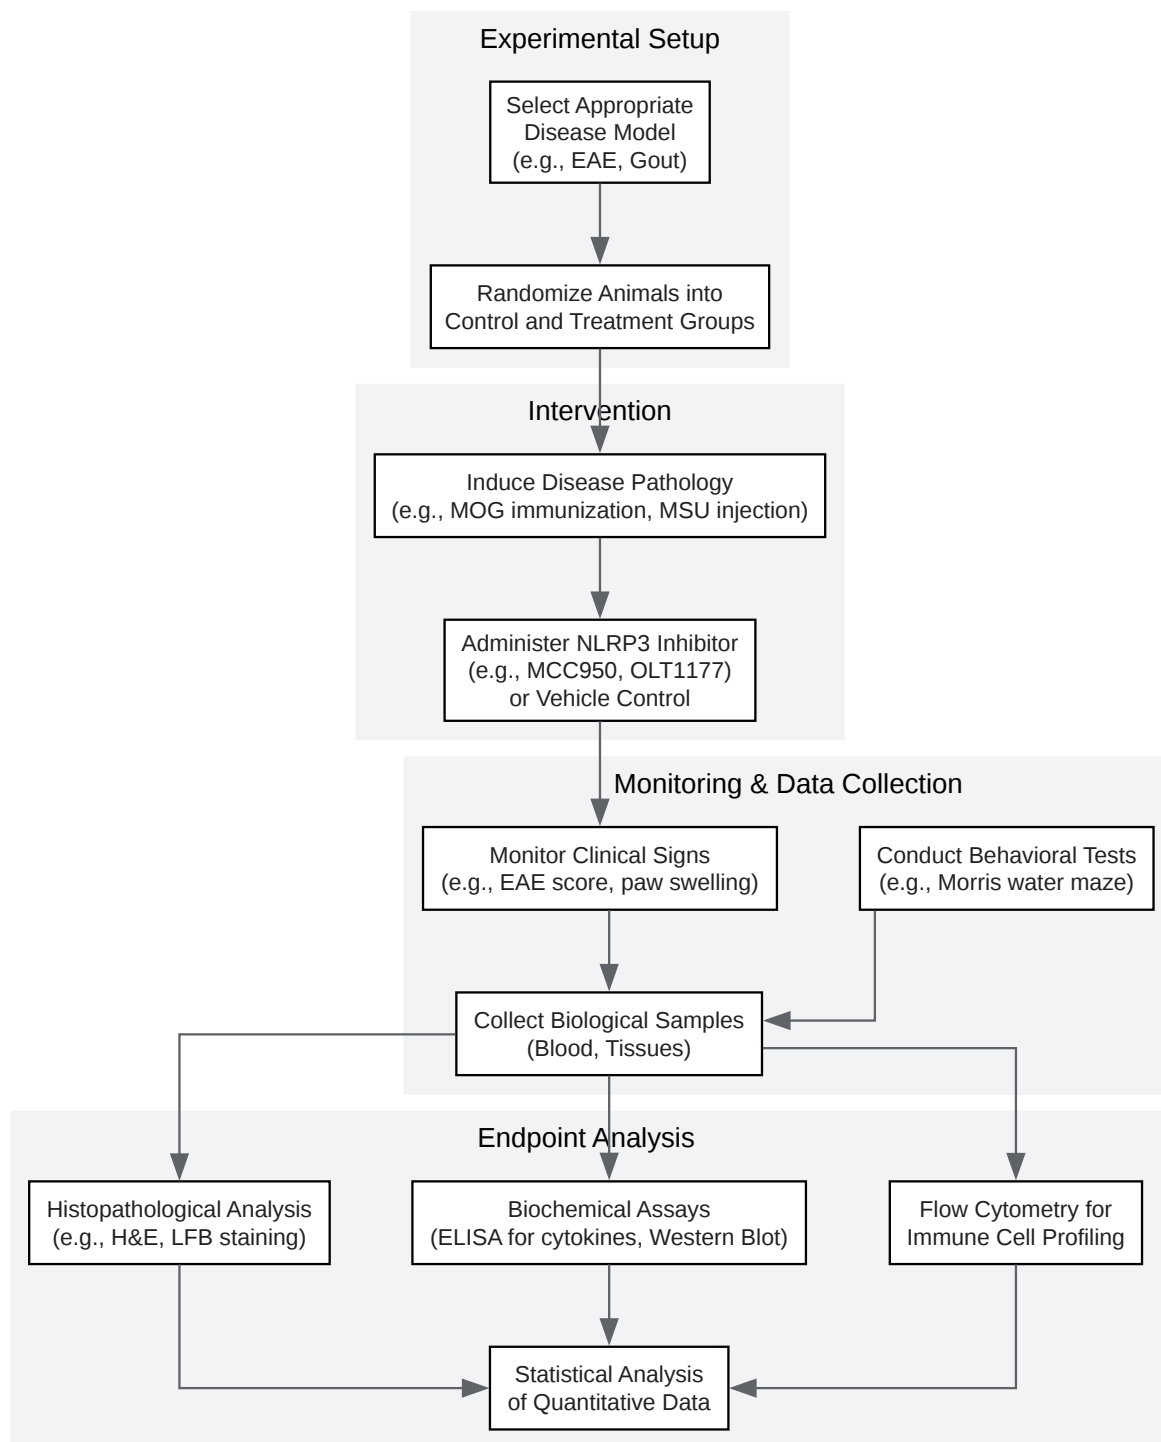 Experimental Setup
Select Appropriate
Disease Model
(e.g., EAE, Gout)
Randomize Animals into
Control and Treatment Groups
Intervention
Induce Disease Pathology
(e.g., MOG immunization, MSU injection)
Administer NLRP3 Inhibitor
(e.g., MCC950, OLT1177)
or Vehicle Control
Monitoring & Data Collection
Monitor Clinical Signs
(e.g., EAE score, paw swelling)
Conduct Behavioral Tests
(e.g., Morris water maze)
Collect Biological Samples
(Blood, Tissues)
Endpoint Analysis
Histopathological Analysis
(e.g., H&E, LFB staining)
Biochemical Assays
(ELISA for cytokines, Western Blot)
Flow Cytometry for
Immune Cell Profiling
Statistical Analysis
of Quantitative Data